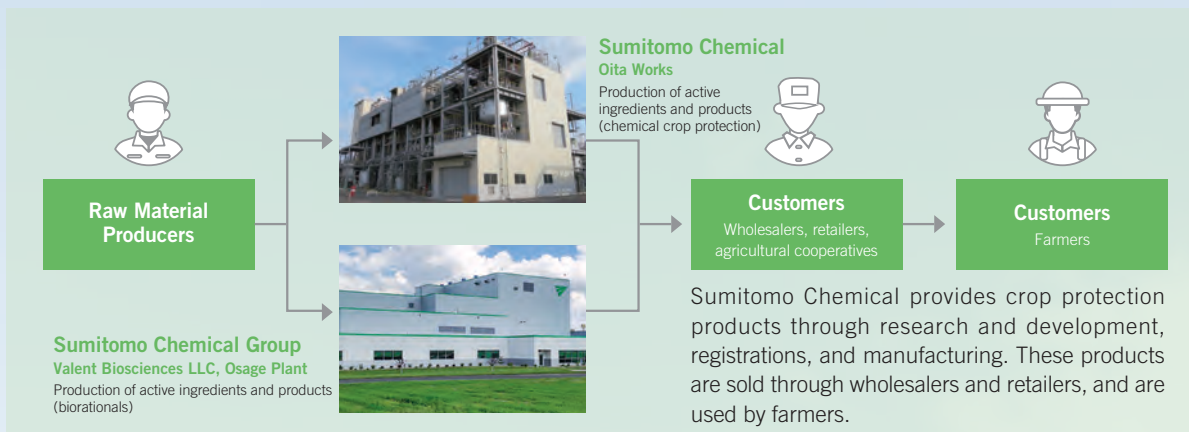 Sumitomo Chemical
Oita Works
Production of active
ingredients and products
(chemical crop protection)
Raw Material
Producers
Customers
Wholesalers, retailers,
agricultural cooperatives
Customers
Farmers
Sumitomo Chemical Group
Valent Biosciences LLC, Osage Plant
Production of active ingredients and products
(biorationals)
Sumitomo Chemical provides crop protection
products through research and development,
registrations, and manufacturing. These products
are sold through wholesalers and retailers, and are
used by farmers.